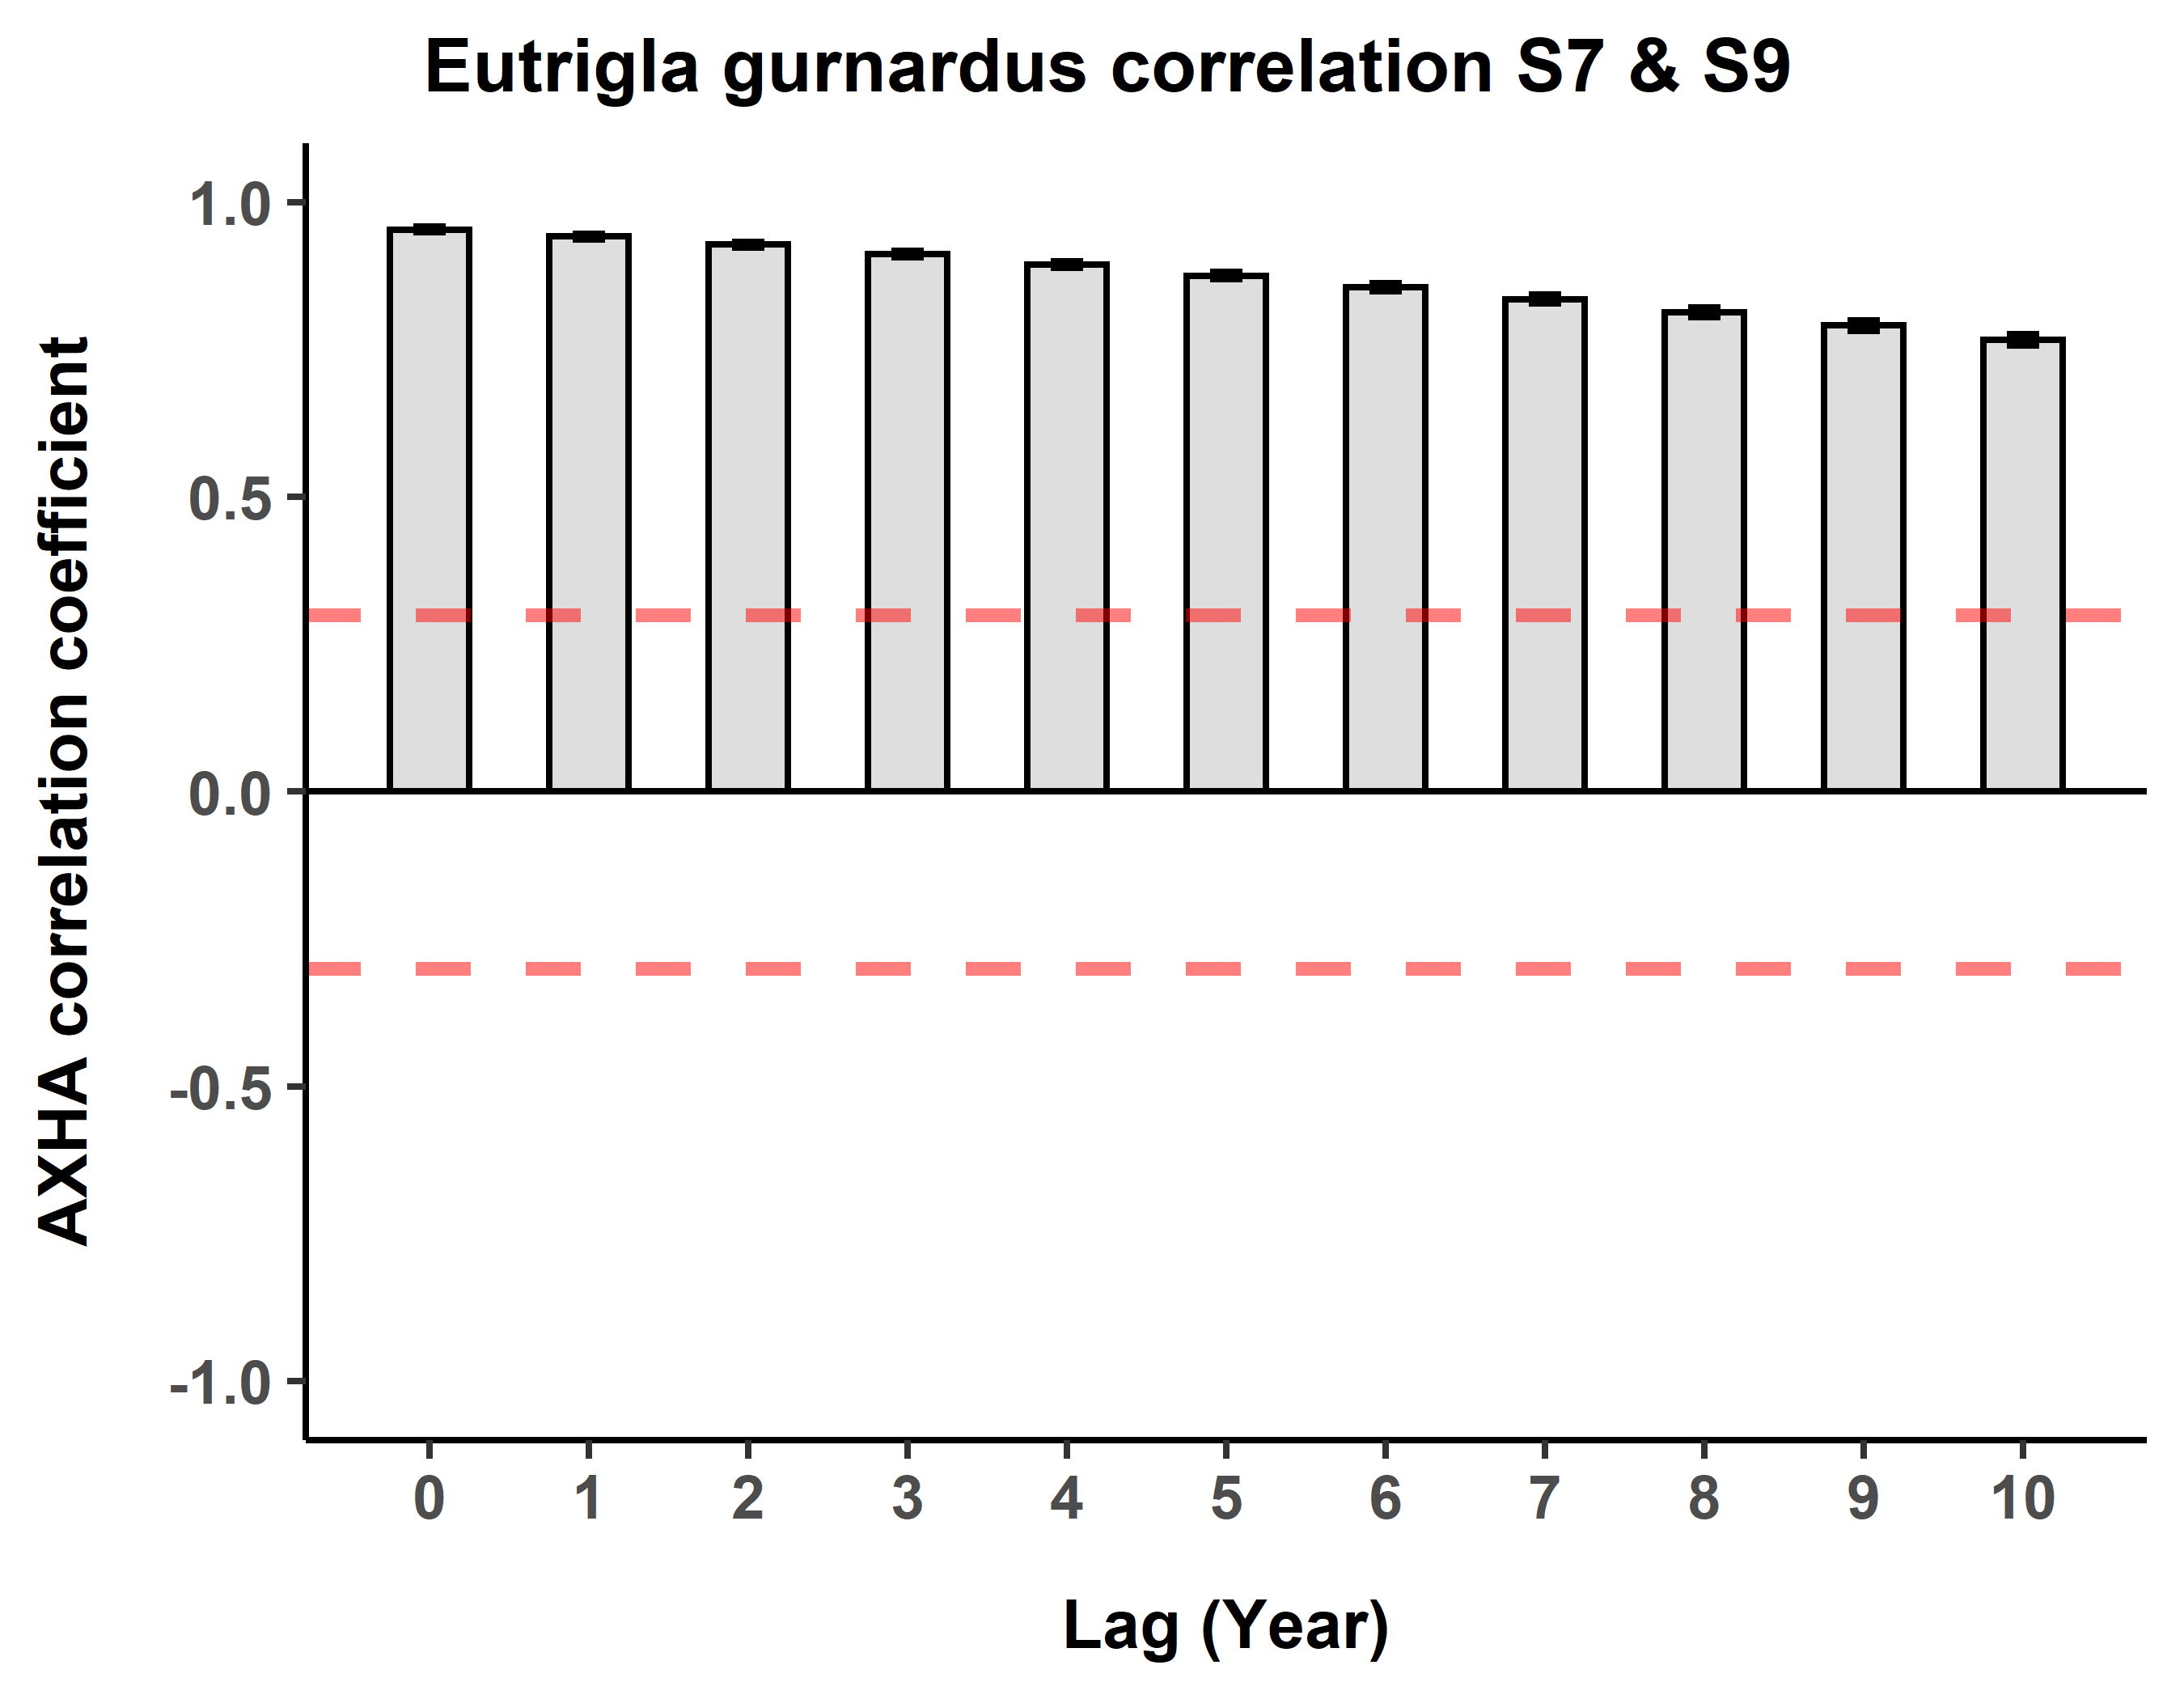 Eutrigla gurnardus correlation S7 & S9
AXHA correlation coefficient
1.0
0.5
0.0
-0.5
-1.0
0 1 2 3 4 5 6 7 8 9 10
Lag (Year)